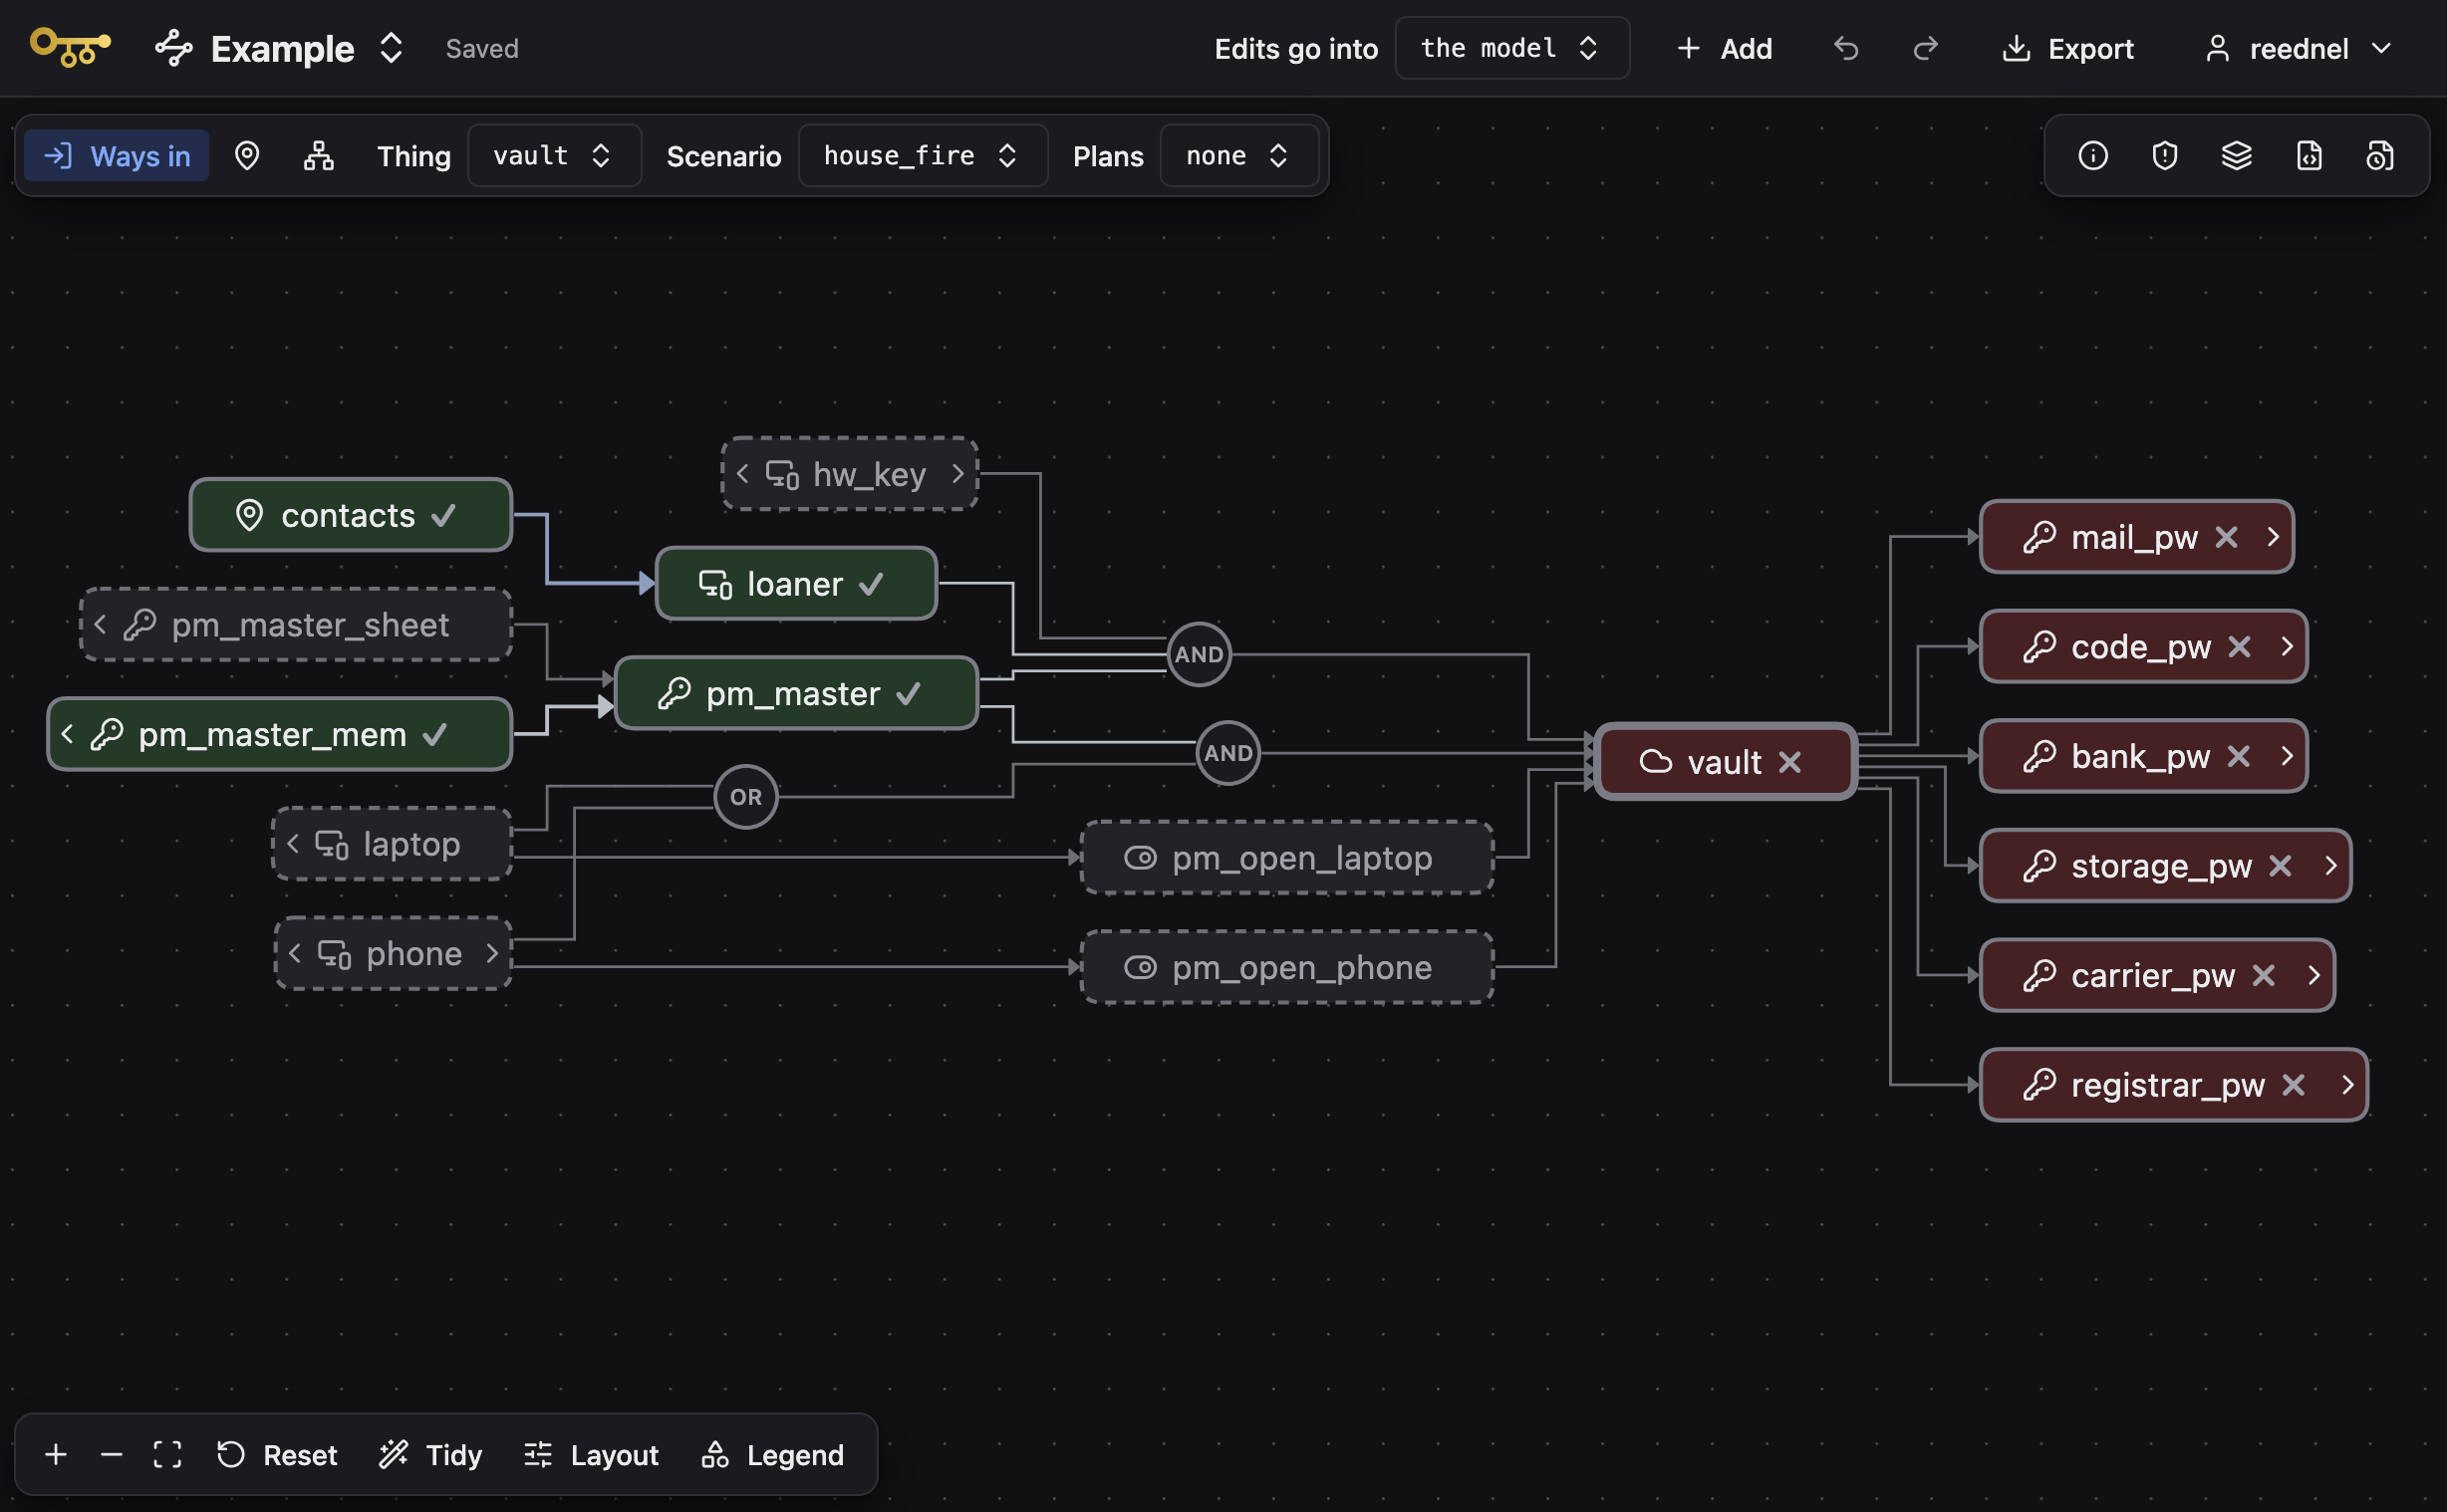 Example
Saved
Edits go into
the model
Add
Export
reednel
Ways in
Thing
vault
Scenario
house_fire
Plans
none
hw_key
contacts
loaner
pm_master_sheet
pm_master
pm_master_mem
laptop
phone
OR
AND
AND
pm_open_laptop
pm_open_phone
vault
mail_pw
code_pw
bank_pw
storage_pw
carrier_pw
registrar_pw
Reset
Tidy
Layout
Legend